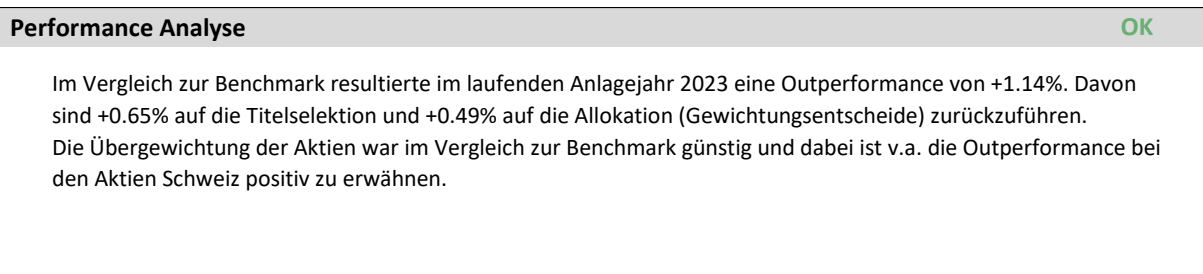 Performance Analyse OK
Im Vergleich zur Benchmark resultierte im laufenden Anlagejahr 2023 eine Outperformance von +1.14%. Davon
sind +0.65% auf die Titelselektion und +0.49% auf die Allokation (Gewichtungsentscheide) zurückzuführen.
Die Übergewichtung der Aktien war im Vergleich zur Benchmark günstig und dabei ist v.a. die Outperformance bei
den Aktien Schweiz positiv zu erwähnen.